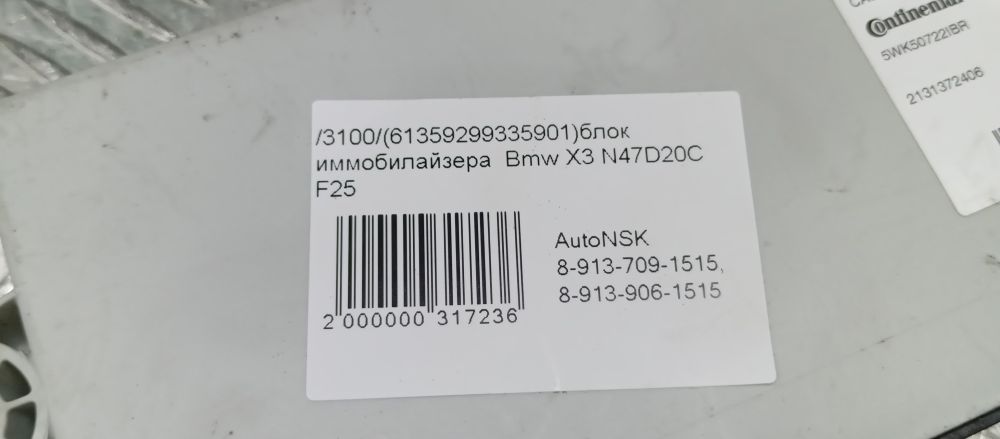 /3100/(61359299335901)блок
иммобилайзера Bmw X3 N47D20C
F25
AutoNSK
8-913-709-1515,
8-913-906-1515
2 000000 317236
Continental
5WK50722IBR
2131372406